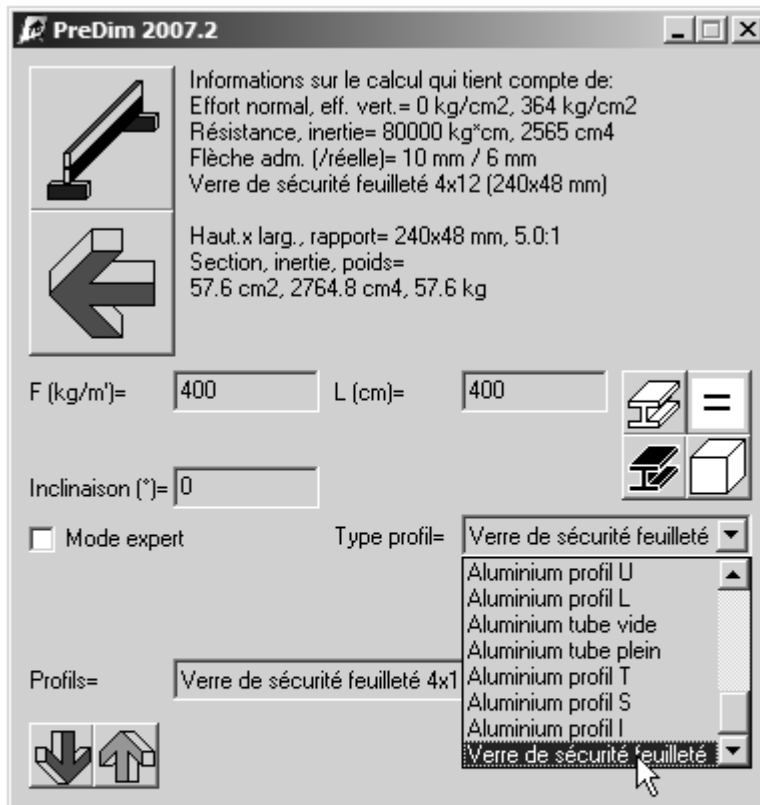 PreDim 2007.2
Informations sur le calcul qui tient compte de:
Effort normal, eff. vert.= 0 kg/cm2, 364 kg/cm2
Résistance, inertie= 80000 kg*cm, 2565 cm4
Flèche adm. (/réelle)= 10 mm / 6 mm
Verre de sécurité feuilleté 4x12 (240x48 mm)
Haut.x larg., rapport= 240x48 mm, 5.0:1
Section, inertie, poids=
57.6 cm2, 2764.8 cm4, 57.6 kg
F (kg/m')= 400 L (cm)= 400
=
Inclinaison (°)= 0
Mode expert Type profil= Verre de sécurité feuilleté
Aluminium profil U
Aluminium profil L
Aluminium tube vide
Aluminium tube plein
Aluminium profil T
Aluminium profil S
Aluminium profil I
Verre de sécurité feuilleté
Profils= Verre de sécurité feuilleté 4x1